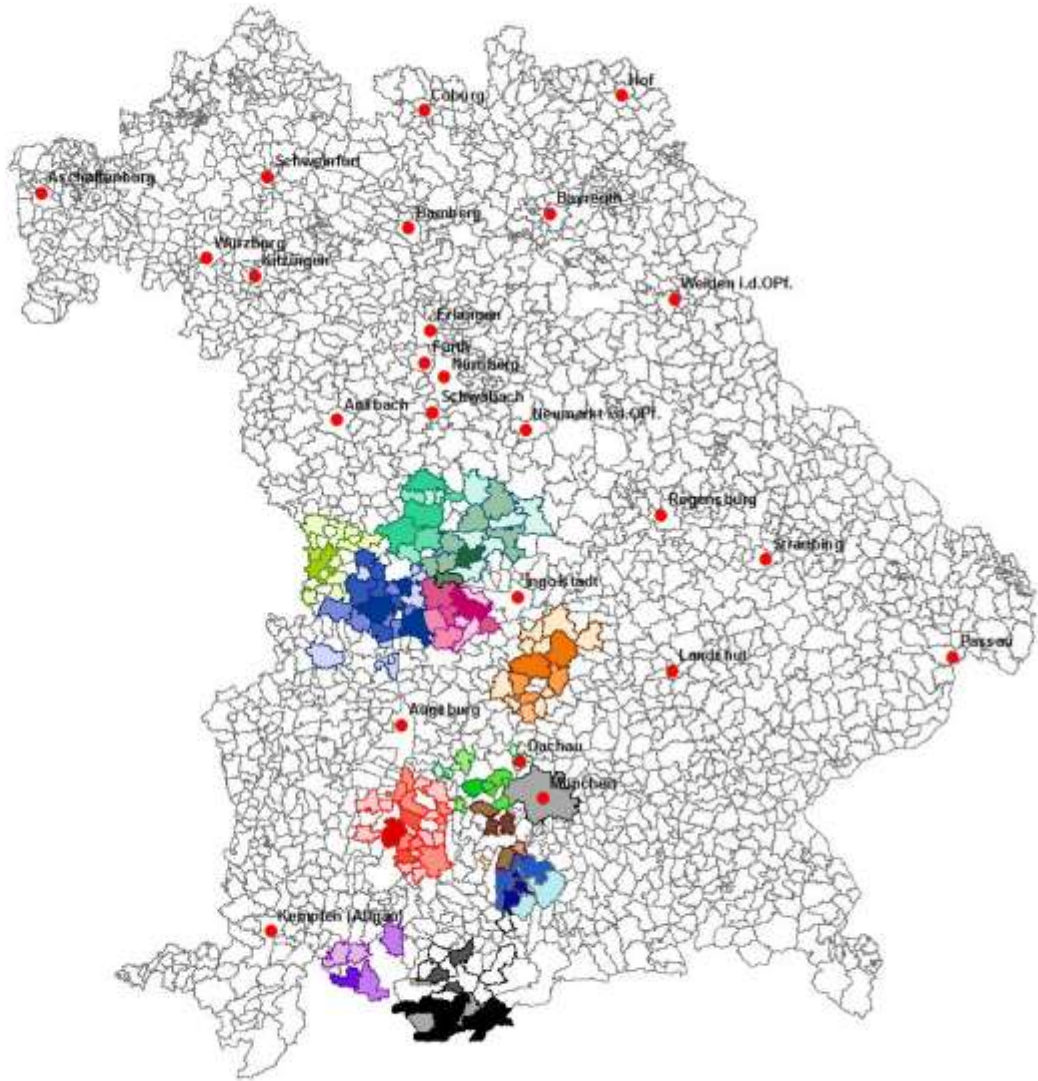 Hof
Coburg
Schweinfurt
Aschaffenburg
Bayreuth
Bamberg
Würzburg
Kitzingen
Weiden i.d.OPf.
Erlangen
Fürth
Nürnberg
Schwabach
Ansbach
Neumarkt i.d.OPf.
Regensburg
Straubing
Ingolstadt
Passau
Landshut
Augsburg
Dachau
München
Kempten (Allgäu)